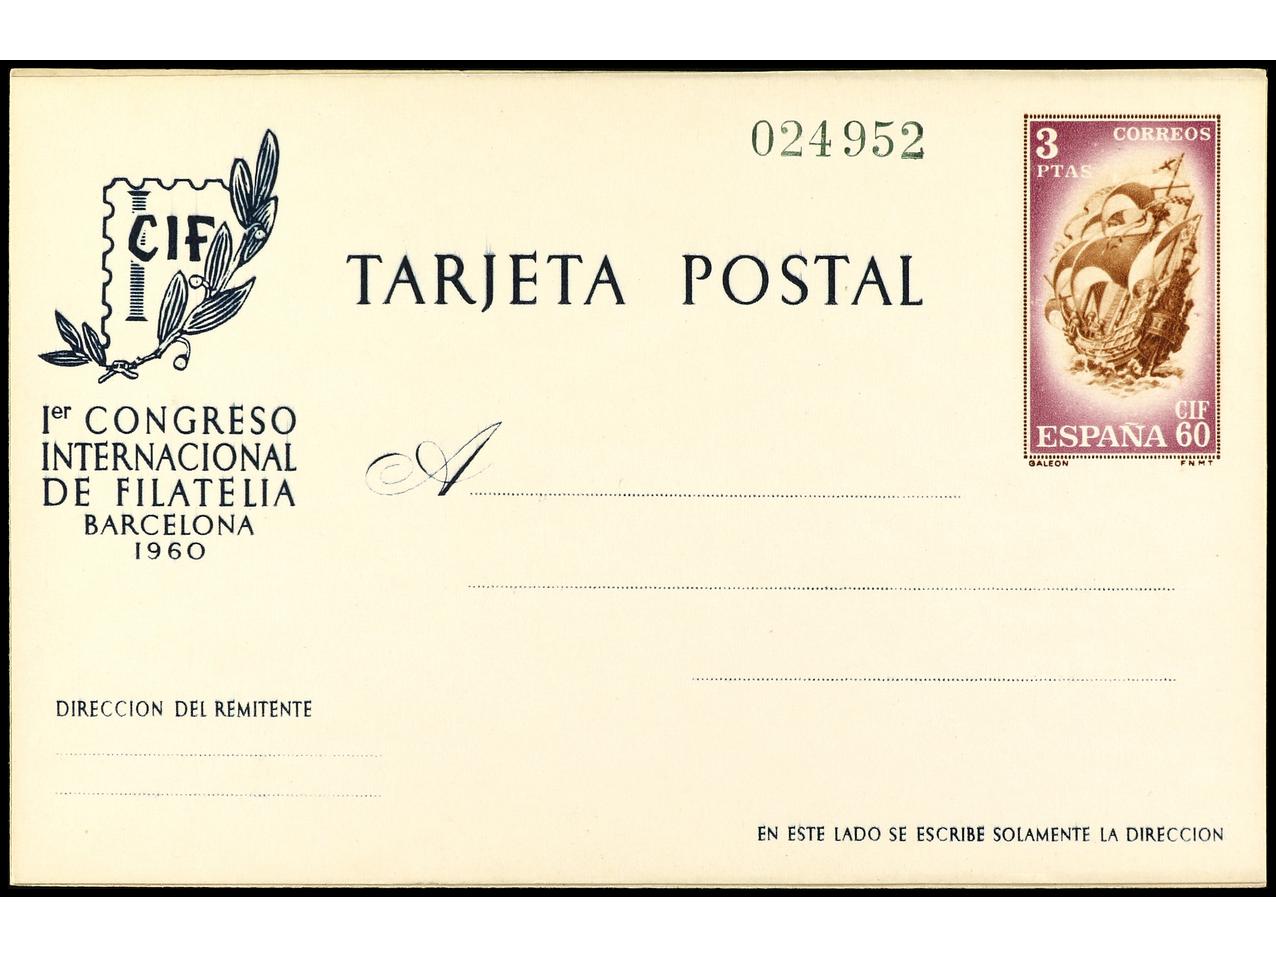 024952
3 CORREOS
PTAS
CIF
TARJETA POSTAL
Ier CONGRESO
INTERNACIONAL
DE FILATELIA
BARCELONA
1960
A
CIF
ESPAÑA 60
GALEON F N M T
DIRECCION DEL REMITENTE
EN ESTE LADO SE ESCRIBE SOLAMENTE LA DIRECCION